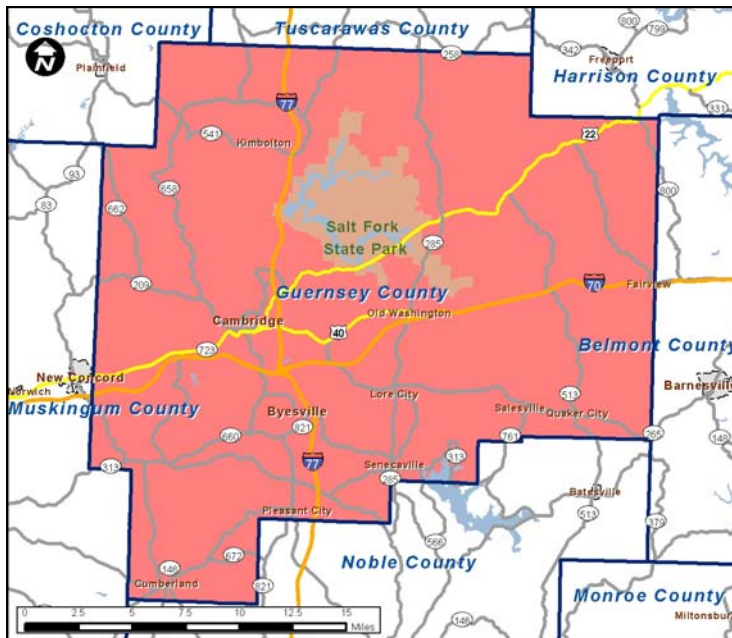 Coshocton County
Tuscarawas County
800
799
342
258
Plainfield
Freeport
N
Harrison County
77
331
541
Kimbolton
22
93
658
800
83
662
Salt Fork
State Park
285
209
70
Fairview
Guernsey County
Old Washington
Cambridge
40
723
Belmont County
New Concord
Norwich
Lore City
513
Barnesville
Muskingum County
Byesville
Salesville
Quaker City
821
660
761
265
148
313
77
Senecaville
313
285
Batesville
513
Pleasant City
379
672
566
146
Noble County
Cumberland
821
Monroe County
0 2.5 5 7.5 10 12.5 15
Miles
146
Miltonsbur